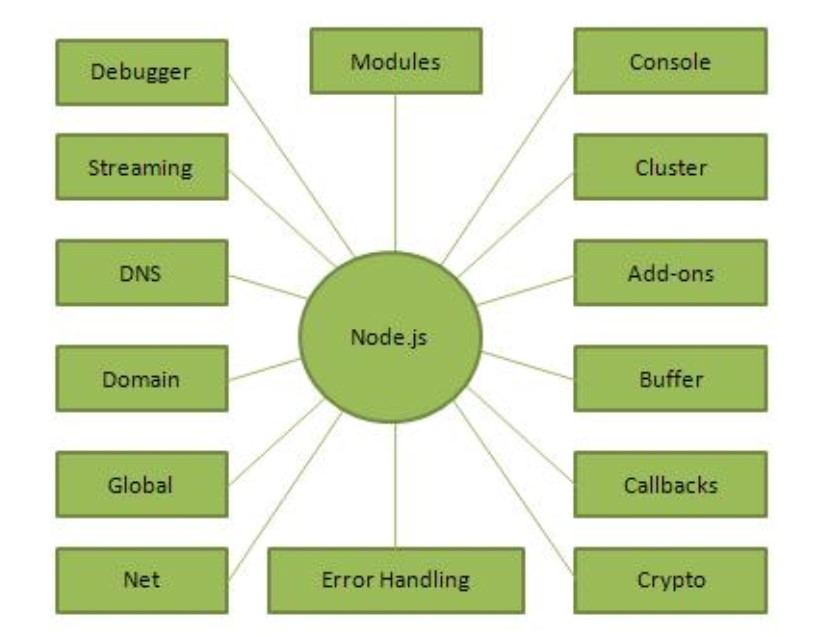 Debugger
Modules
Console
Streaming
Cluster
DNS
Add-ons
Node.js
Domain
Buffer
Global
Callbacks
Net
Error Handling
Crypto